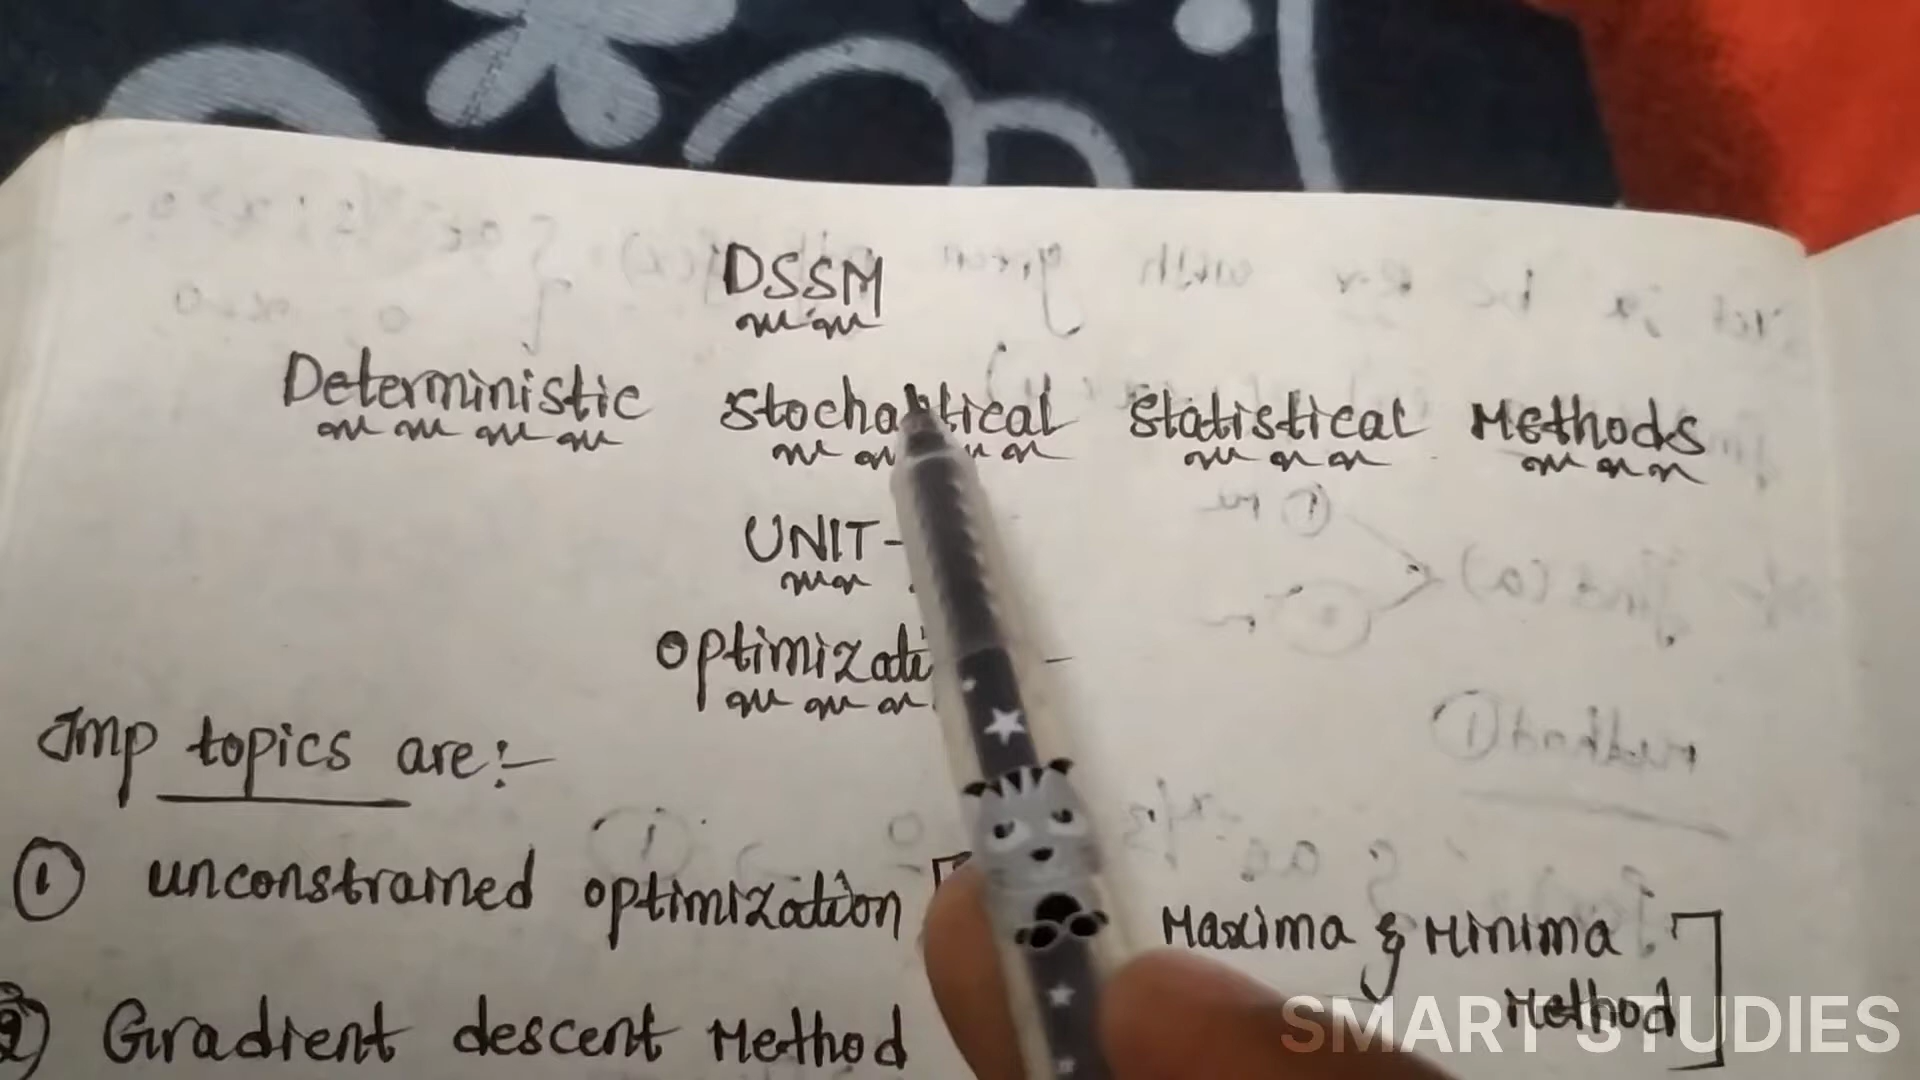 DSSM
Deterministic Stochastical Statistical Methods
UNIT-
Optimizati
Imp topics are:-
① unconstrained optimization [ Maxima & Minima Method ]
② Gradient descent Method
SMART STUDIES